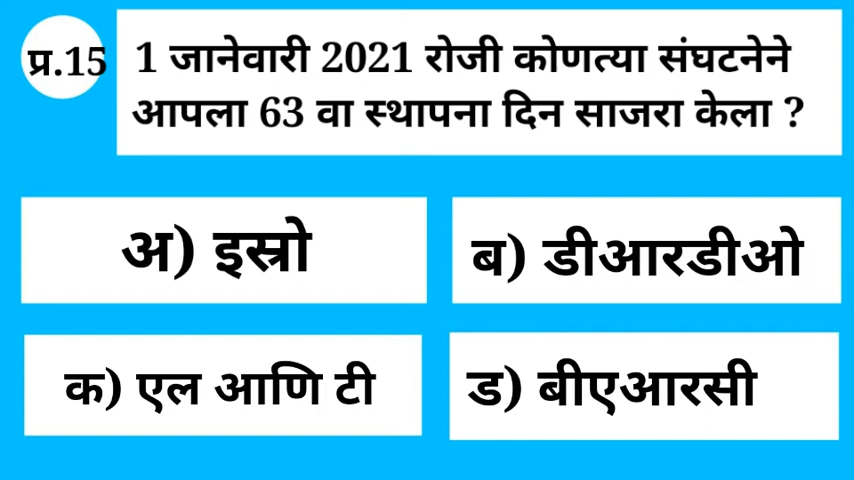 प्र.15
1 जानेवारी 2021 रोजी कोणत्या संघटनेने
आपला 63 वा स्थापना दिन साजरा केला ?
अ) इस्रो
ब) डीआरडीओ
क) एल आणि टी
ड) बीएआरसी